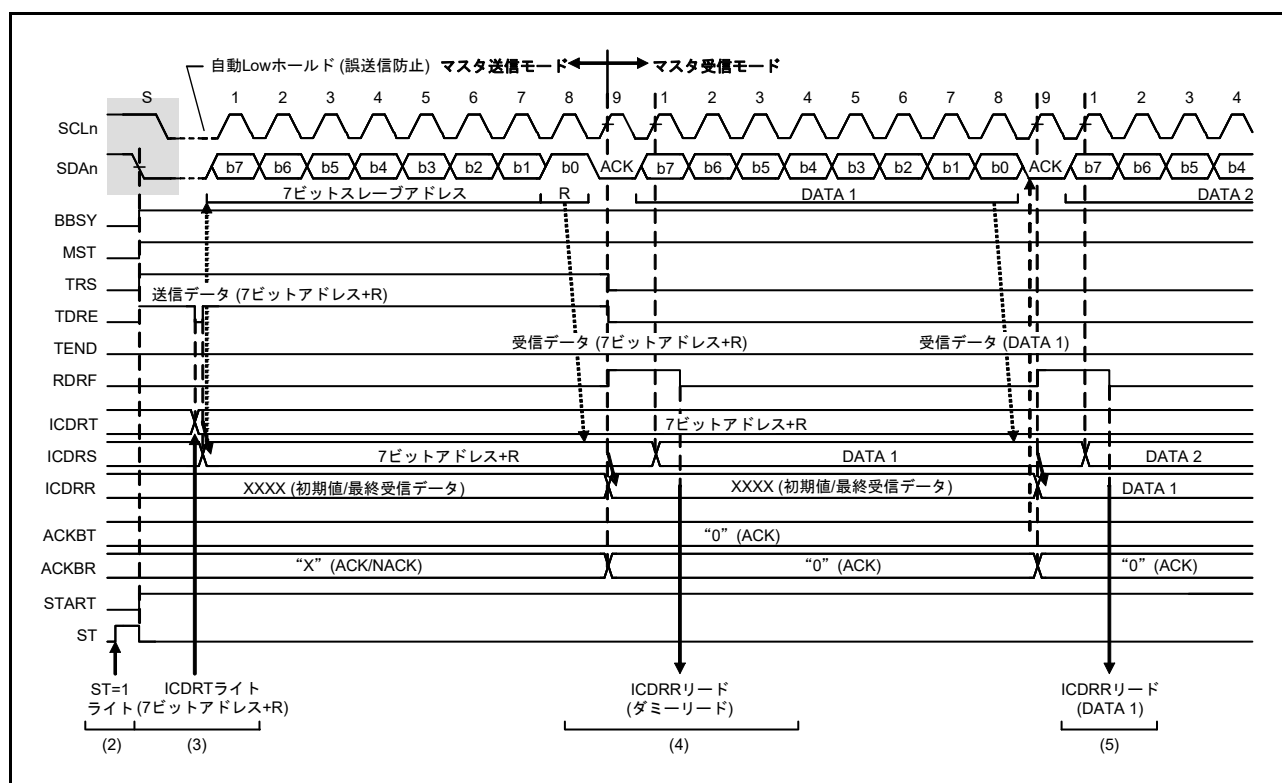 自動Lowホールド (誤送信防止) マスタ送信モード マスタ受信モード
S 1 2 3 4 5 6 7 8 9 1 2 3 4 5 6 7 8 9 1 2 3 4
SCLn
SDAn b7 b6 b5 b4 b3 b2 b1 b0 ACK b7 b6 b5 b4 b3 b2 b1 b0 ACK b7 b6 b5 b4
7ビットスレーブアドレス R DATA 1 DATA 2
BBSY
MST
TRS
送信データ (7ビットアドレス+R)
TDRE
受信データ (7ビットアドレス+R) 受信データ (DATA 1)
TEND
RDRF
ICDRT 7ビットアドレス+R
ICDRS 7ビットアドレス+R DATA 1 DATA 2
ICDRR XXXX (初期値/最終受信データ) XXXX (初期値/最終受信データ) DATA 1
ACKBT “0” (ACK)
ACKBR “X” (ACK/NACK) “0” (ACK) “0” (ACK)
START
ST
ST=1 ICDRTライト ICDRRリード ICDRRリード
ライト (7ビットアドレス+R) (ダミーリード) (DATA 1)
(2) (3) (4) (5)